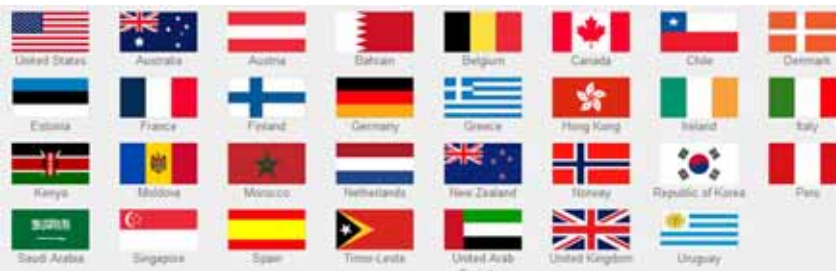 United States Australia Austria Bahrain Belgium Canada Chile Denmark
Estonia France Finland Germany Greece Hong Kong Ireland Italy
Kenya Moldova Morocco Netherlands New Zealand Norway Republic of Korea Peru
Saudi Arabia Singapore Spain Timor-Leste United Arab United Kingdom Uruguay